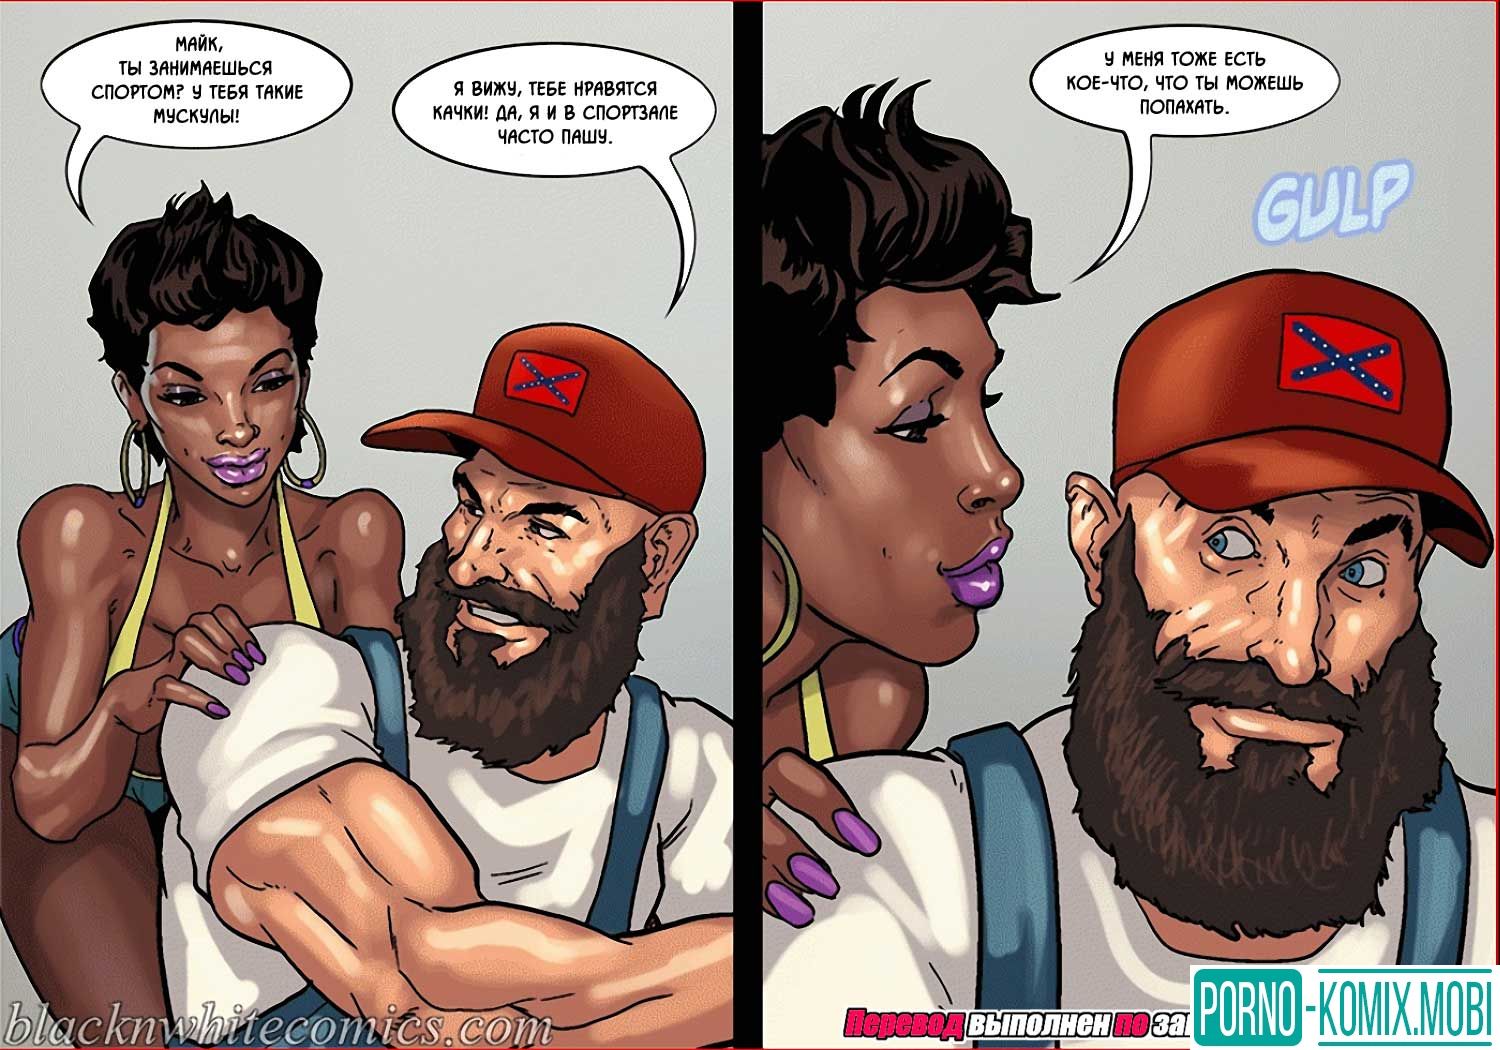 МАЙК,
ТЫ ЗАНИМАЕШЬСЯ
СПОРТОМ? У ТЕБЯ ТАКИЕ
МУСКУЛЫ!
Я ВИЖУ, ТЕБЕ НРАВЯТСЯ
КАЧКИ! ДА, Я И В СПОРТЗАЛЕ
ЧАСТО ПАШУ.
У МЕНЯ ТОЖЕ ЕСТЬ
КОЕ-ЧТО, ЧТО ТЫ МОЖЕШЬ
ПОПАХАТЬ.
GULP
blacknwhitecomics.com
Перевод выполнен по
PORNO-KOMIX.MOBI